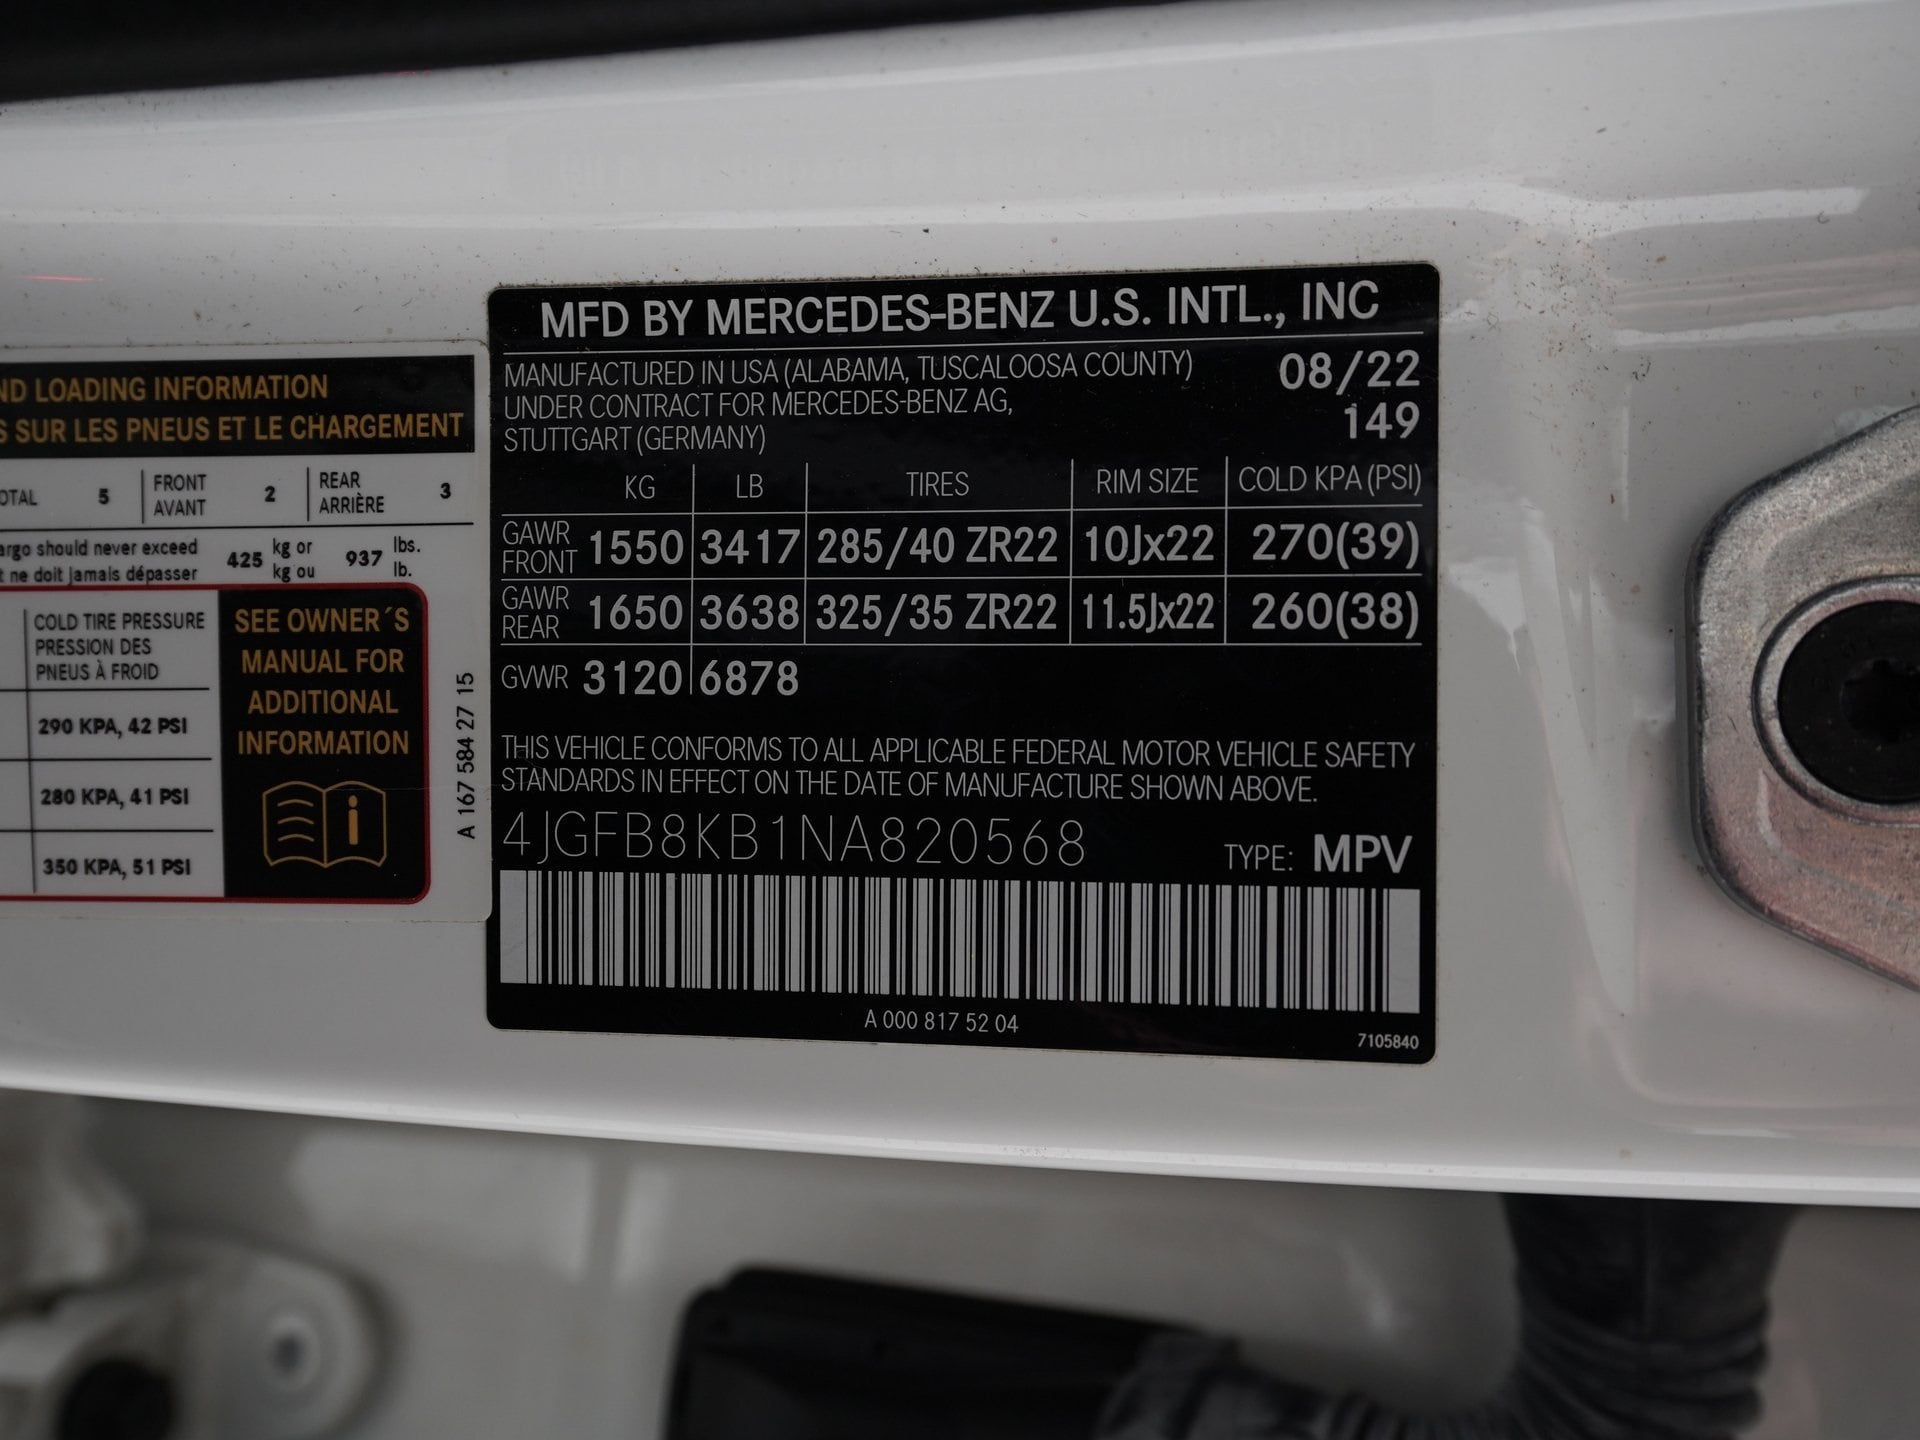 ND LOADING INFORMATION
S SUR LES PNEUS ET LE CHARGEMENT
OTAL 5 FRONT AVANT 2 REAR ARRIÈRE 3
argo should never exceed 425 kg or 937 lbs.
t ne doit jamais dépasser kg ou lb.
COLD TIRE PRESSURE
PRESSION DES
PNEUS À FROID
290 KPA, 42 PSI
280 KPA, 41 PSI
350 KPA, 51 PSI
SEE OWNER´S
MANUAL FOR
ADDITIONAL
INFORMATION
A 167 584 27 15
MFD BY MERCEDES-BENZ U.S. INTL., INC
MANUFACTURED IN USA (ALABAMA, TUSCALOOSA COUNTY) 08/22
UNDER CONTRACT FOR MERCEDES-BENZ AG, 149
STUTTGART (GERMANY)
KG LB TIRES RIM SIZE COLD KPA (PSI)
GAWR FRONT 1550 3417 285/40 ZR22 10Jx22 270(39)
GAWR REAR 1650 3638 325/35 ZR22 11.5Jx22 260(38)
GVWR 3120 6878
THIS VEHICLE CONFORMS TO ALL APPLICABLE FEDERAL MOTOR VEHICLE SAFETY
STANDARDS IN EFFECT ON THE DATE OF MANUFACTURE SHOWN ABOVE.
4JGFB8KB1NA820568 TYPE: MPV
A 000 817 52 04
7105840